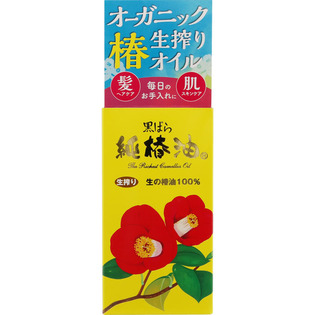 オーガニック
椿生搾りオイル。
髪 ヘアケア
毎日のお手入れに
肌 スキンケア
黒ばら
純椿油®
The Purest Camellia Oil
生搾り 生の椿油100%